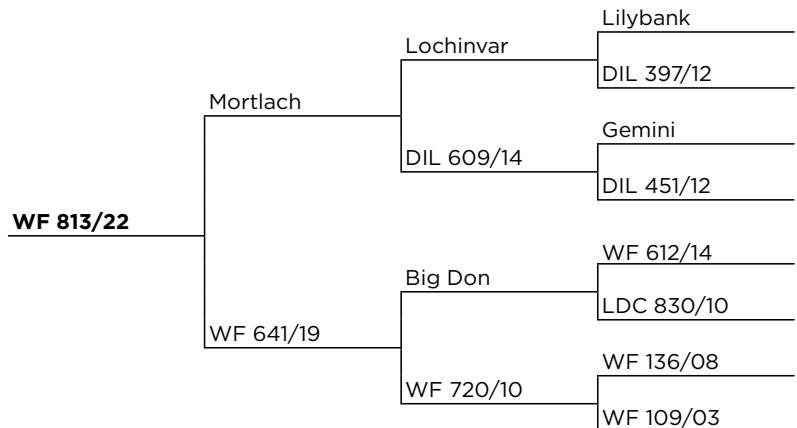 Lilybank
Lochinvar
DIL 397/12
Mortlach
Gemini
DIL 609/14
DIL 451/12
WF 813/22
WF 612/14
Big Don
LDC 830/10
WF 641/19
WF 136/08
WF 720/10
WF 109/03